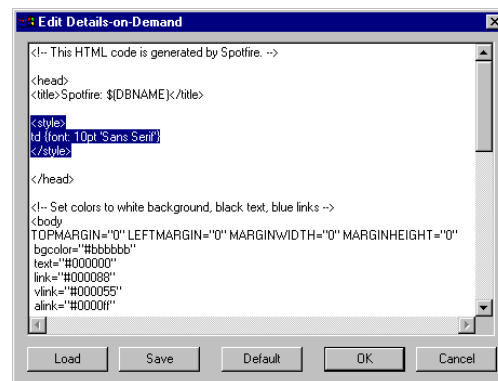 Edit Details-on-Demand
<!-- This HTML code is generated by Spotfire. -->
<head>
<title>Spotfire: $(DBNAME)</title>
<style>
td {font: 10pt 'Sans Serif'}
</style>
</head>
<!-- Set colors to white background, black text, blue links -->
<body
TOPMARGIN="0" LEFTMARGIN="0" MARGINWIDTH="0" MARGINHEIGHT="0"
bgcolor="#bbbbbb"
text="#000000"
link="#000088"
vlink="#000055"
alink="#0000ff"
Load Save Default OK Cancel